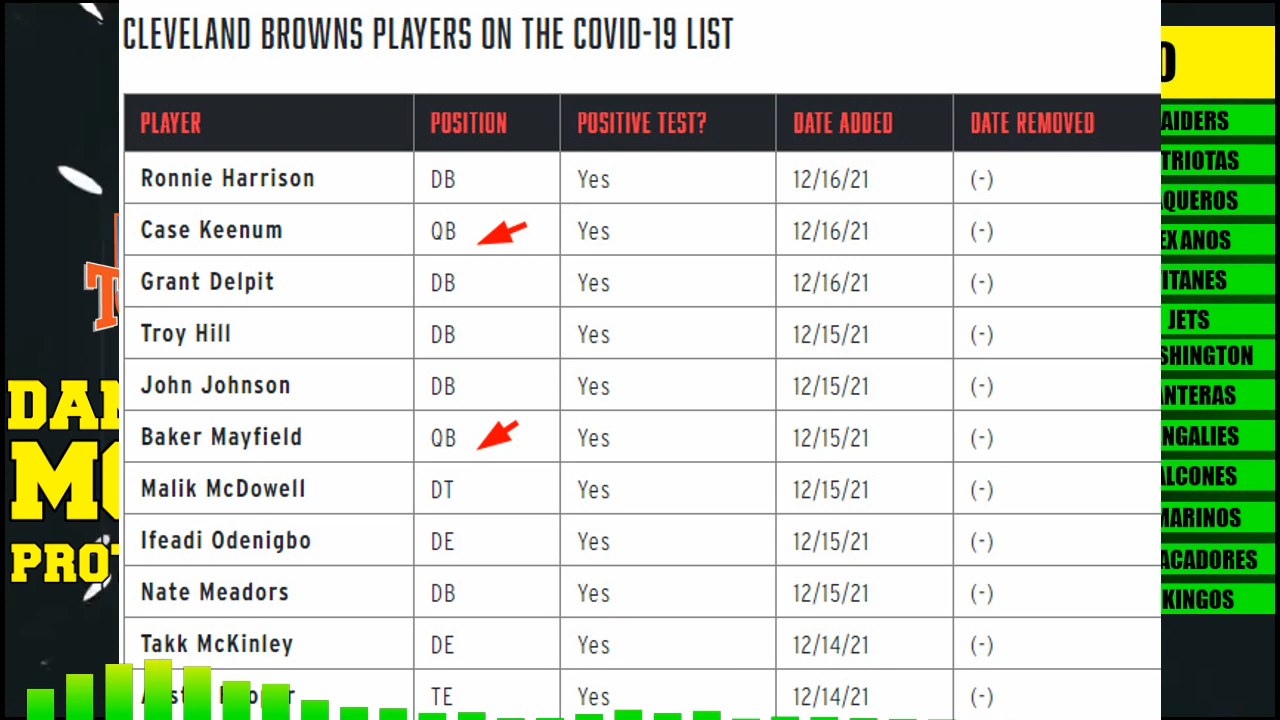 CLEVELAND BROWNS PLAYERS ON THE COVID-19 LIST
PLAYER POSITION POSITIVE TEST? DATE ADDED DATE REMOVED
Ronnie Harrison DB Yes 12/16/21 (-)
Case Keenum QB Yes 12/16/21 (-)
Grant Delpit DB Yes 12/16/21 (-)
Troy Hill DB Yes 12/15/21 (-)
John Johnson DB Yes 12/15/21 (-)
Baker Mayfield QB Yes 12/15/21 (-)
Malik McDowell DT Yes 12/15/21 (-)
Ifeadi Odenigbo DE Yes 12/15/21 (-)
Nate Meadors DB Yes 12/15/21 (-)
Takk McKinley DE Yes 12/14/21 (-)
TE Yes 12/14/21 (-)
DA
MO
PROT
O
AIDERS
TRIOTAS
QUEROS
EXANOS
ITANES
JETS
SHINGTON
NTERAS
NGALIES
ALCONES
MARINOS
ACADORES
KINGOS